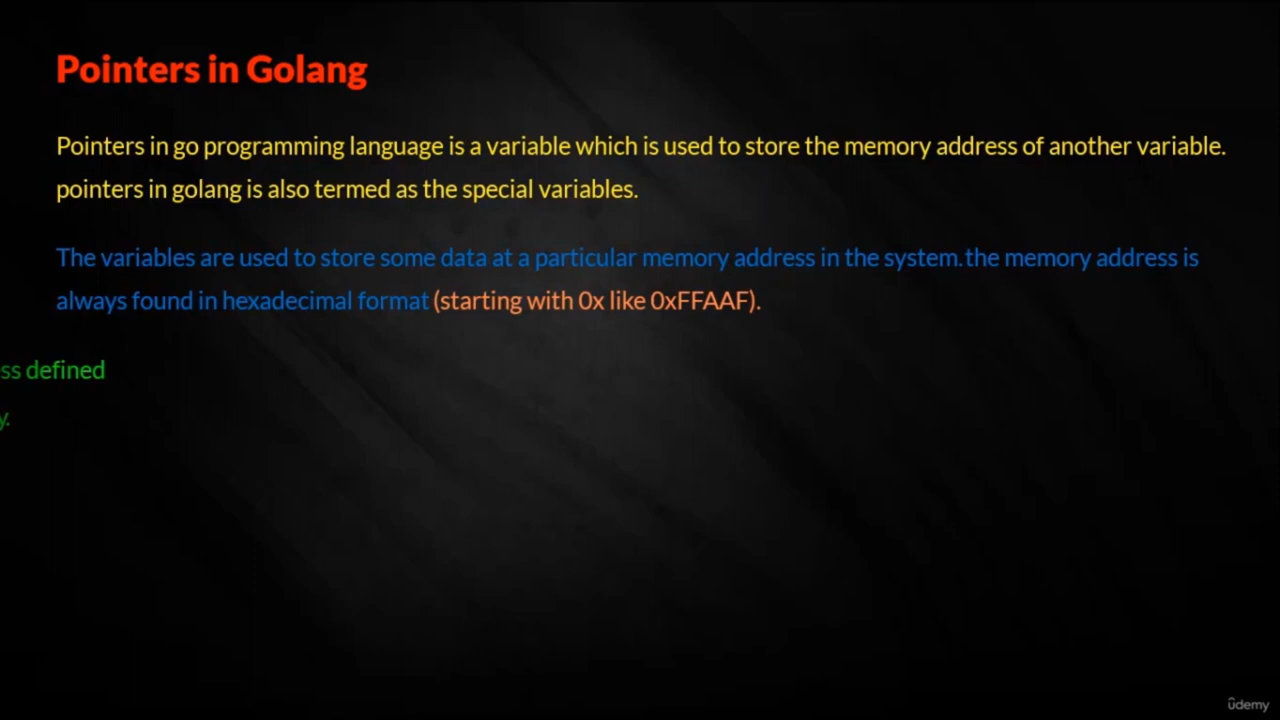 Pointers in Golang
Pointers in go programming language is a variable which is used to store the memory address of another variable.
pointers in golang is also termed as the special variables.
The variables are used to store some data at a particular memory address in the system.the memory address is
always found in hexadecimal format (starting with 0x like 0xFFAAF).
ss defined
y.
ûdemy